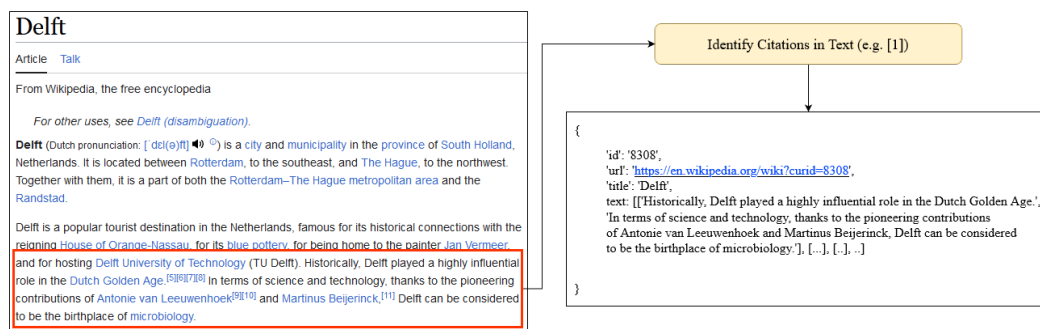 Delft
Article Talk
From Wikipedia, the free encyclopedia
For other uses, see Delft (disambiguation).
Delft (Dutch pronunciation: [ˈdɛl(ə)ft] ⓘ) is a city and municipality in the province of South Holland,
Netherlands. It is located between Rotterdam, to the southeast, and The Hague, to the northwest.
Together with them, it is a part of both the Rotterdam–The Hague metropolitan area and the
Randstad.
Delft is a popular tourist destination in the Netherlands, famous for its historical connections with the
reigning House of Orange-Nassau, for its blue pottery, for being home to the painter Jan Vermeer,
and for hosting Delft University of Technology (TU Delft). Historically, Delft played a highly influential
role in the Dutch Golden Age.[5][6][7][8] In terms of science and technology, thanks to the pioneering
contributions of Antonie van Leeuwenhoek[9][10] and Martinus Beijerinck,[11] Delft can be considered
to be the birthplace of microbiology.
Identify Citations in Text (e.g. [1])
{
'id': '8308',
'url': 'https://en.wikipedia.org/wiki?curid=8308',
'title': 'Delft',
text: [['Historically, Delft played a highly influential role in the Dutch Golden Age.',
'In terms of science and technology, thanks to the pioneering contributions
of Antonie van Leeuwenhoek and Martinus Beijerinck, Delft can be considered
to be the birthplace of microbiology.'], [...], [..], ..]
}